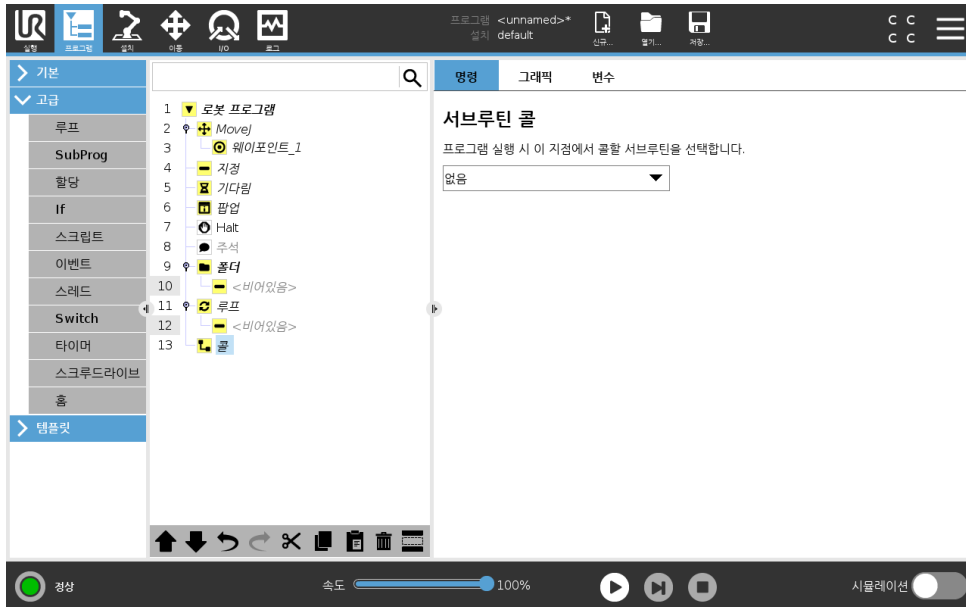 UR
실행
프로그램
설치
이동
I/O
로그
프로그램 <unnamed>*
설치 default
신규...
열기...
저장...
C C
C C
기본
고급
루프
SubProg
할당
If
스크립트
이벤트
스레드
Switch
타이머
스크루드라이브
홈
템플릿
1 로봇 프로그램
2 MoveJ
3 웨이포인트_1
4 지정
5 기다림
6 팝업
7 Halt
8 주석
9 폴더
10 <비어있음>
11 루프
12 <비어있음>
13 콜
명령 그래픽 변수
서브루틴 콜
프로그램 실행 시 이 지점에서 콜할 서브루틴을 선택합니다.
없음
정상
속도 100%
시뮬레이션